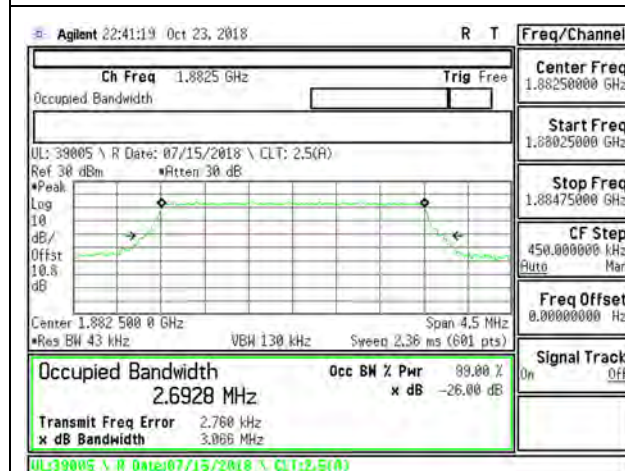 Agilent 22:41:19 Oct 23, 2018 R T
Freq/Channel
Ch Freq 1.8825 GHz Trig Free
Occupied Bandwidth
Center Freq
1.88250000 GHz
Start Freq
1.88025000 GHz
UL: 39005 \ R Date: 07/15/2018 \ CLT: 2.5(A)
Ref 30 dBm *Atten 30 dB
*Peak
Log
10
dB/
Offst
10.8
dB
Stop Freq
1.88475000 GHz
CF Step
450.000000 kHz
Auto Man
Freq Offset
0.00000000 Hz
Center 1.882 500 0 GHz Span 4.5 MHz
*Res BW 43 kHz VBW 130 kHz Sweep 2.36 ms (601 pts)
Signal Track
On Off
Occupied Bandwidth
2.6928 MHz
Occ BW % Pwr 99.00 %
x dB -26.00 dB
Transmit Freq Error 2.760 kHz
x dB Bandwidth 3.066 MHz
UL:39005 \ R Date:07/15/2018 \ CLT:2.5(A)